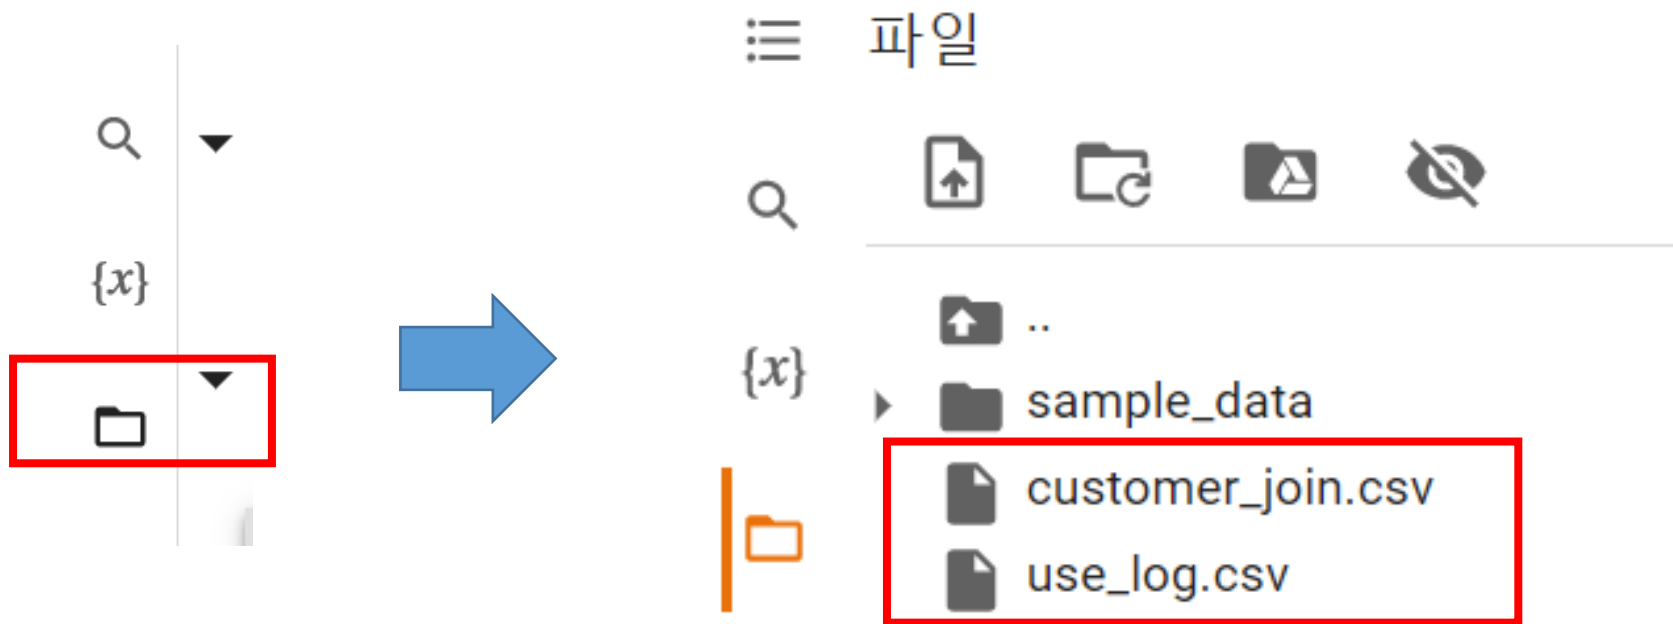 {x}
파일
{x}
..
sample_data
customer_join.csv
use_log.csv